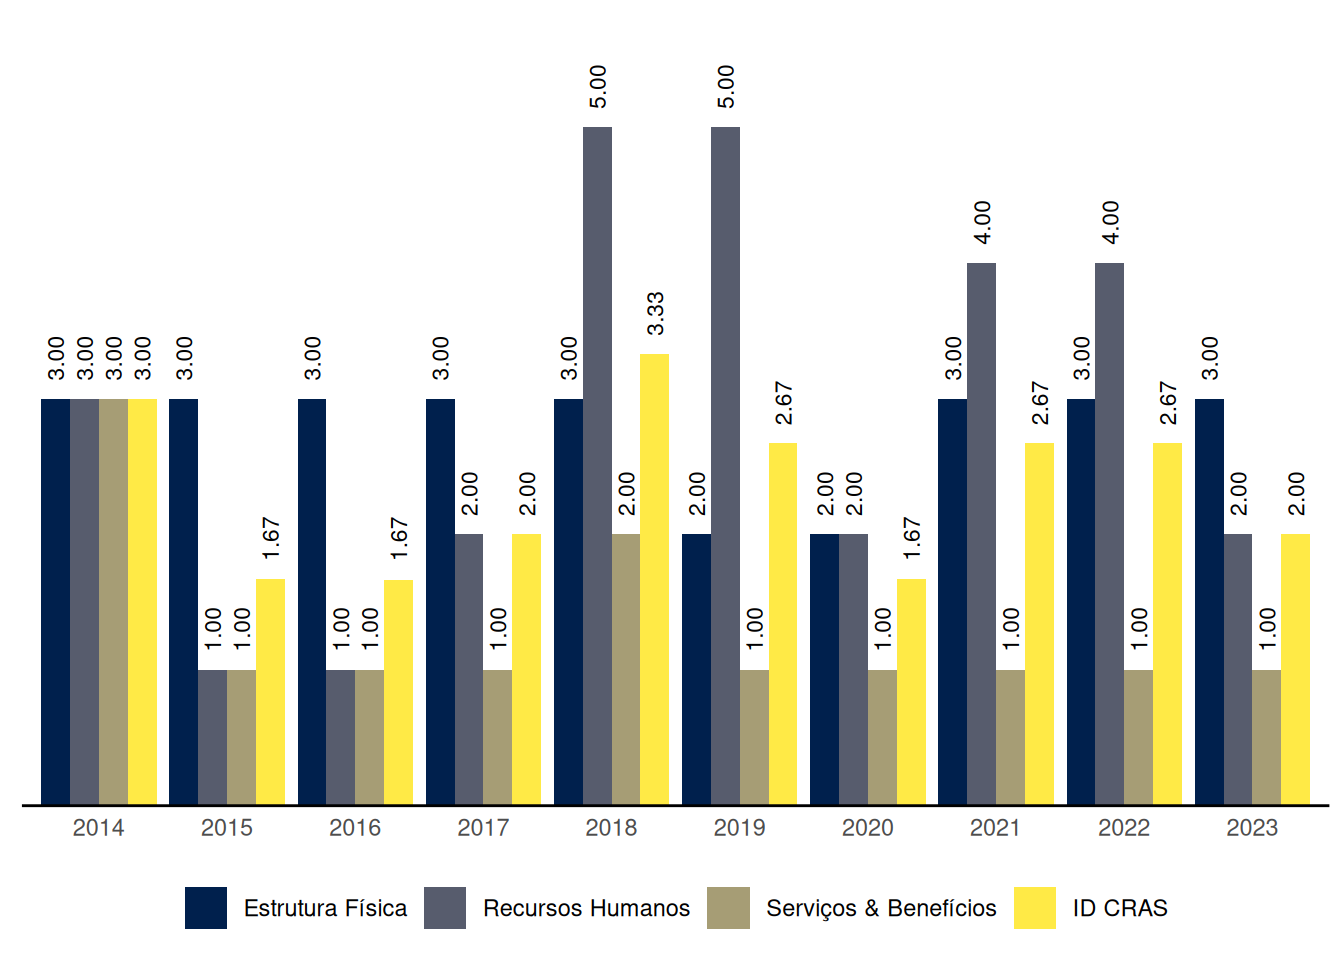 5.00 5.00
4.00 4.00
3.33
3.00 3.00 3.00 3.00 3.00 3.00 3.00 3.00 3.00 3.00 3.00 3.00
2.67 2.67 2.67
2.00 2.00 2.00 2.00 2.00 2.00 2.00 2.00
1.67 1.67 1.67
1.00 1.00 1.00 1.00 1.00 1.00 1.00 1.00 1.00 1.00
2014 2015 2016 2017 2018 2019 2020 2021 2022 2023
Estrutura Física Recursos Humanos Serviços & Benefícios ID CRAS